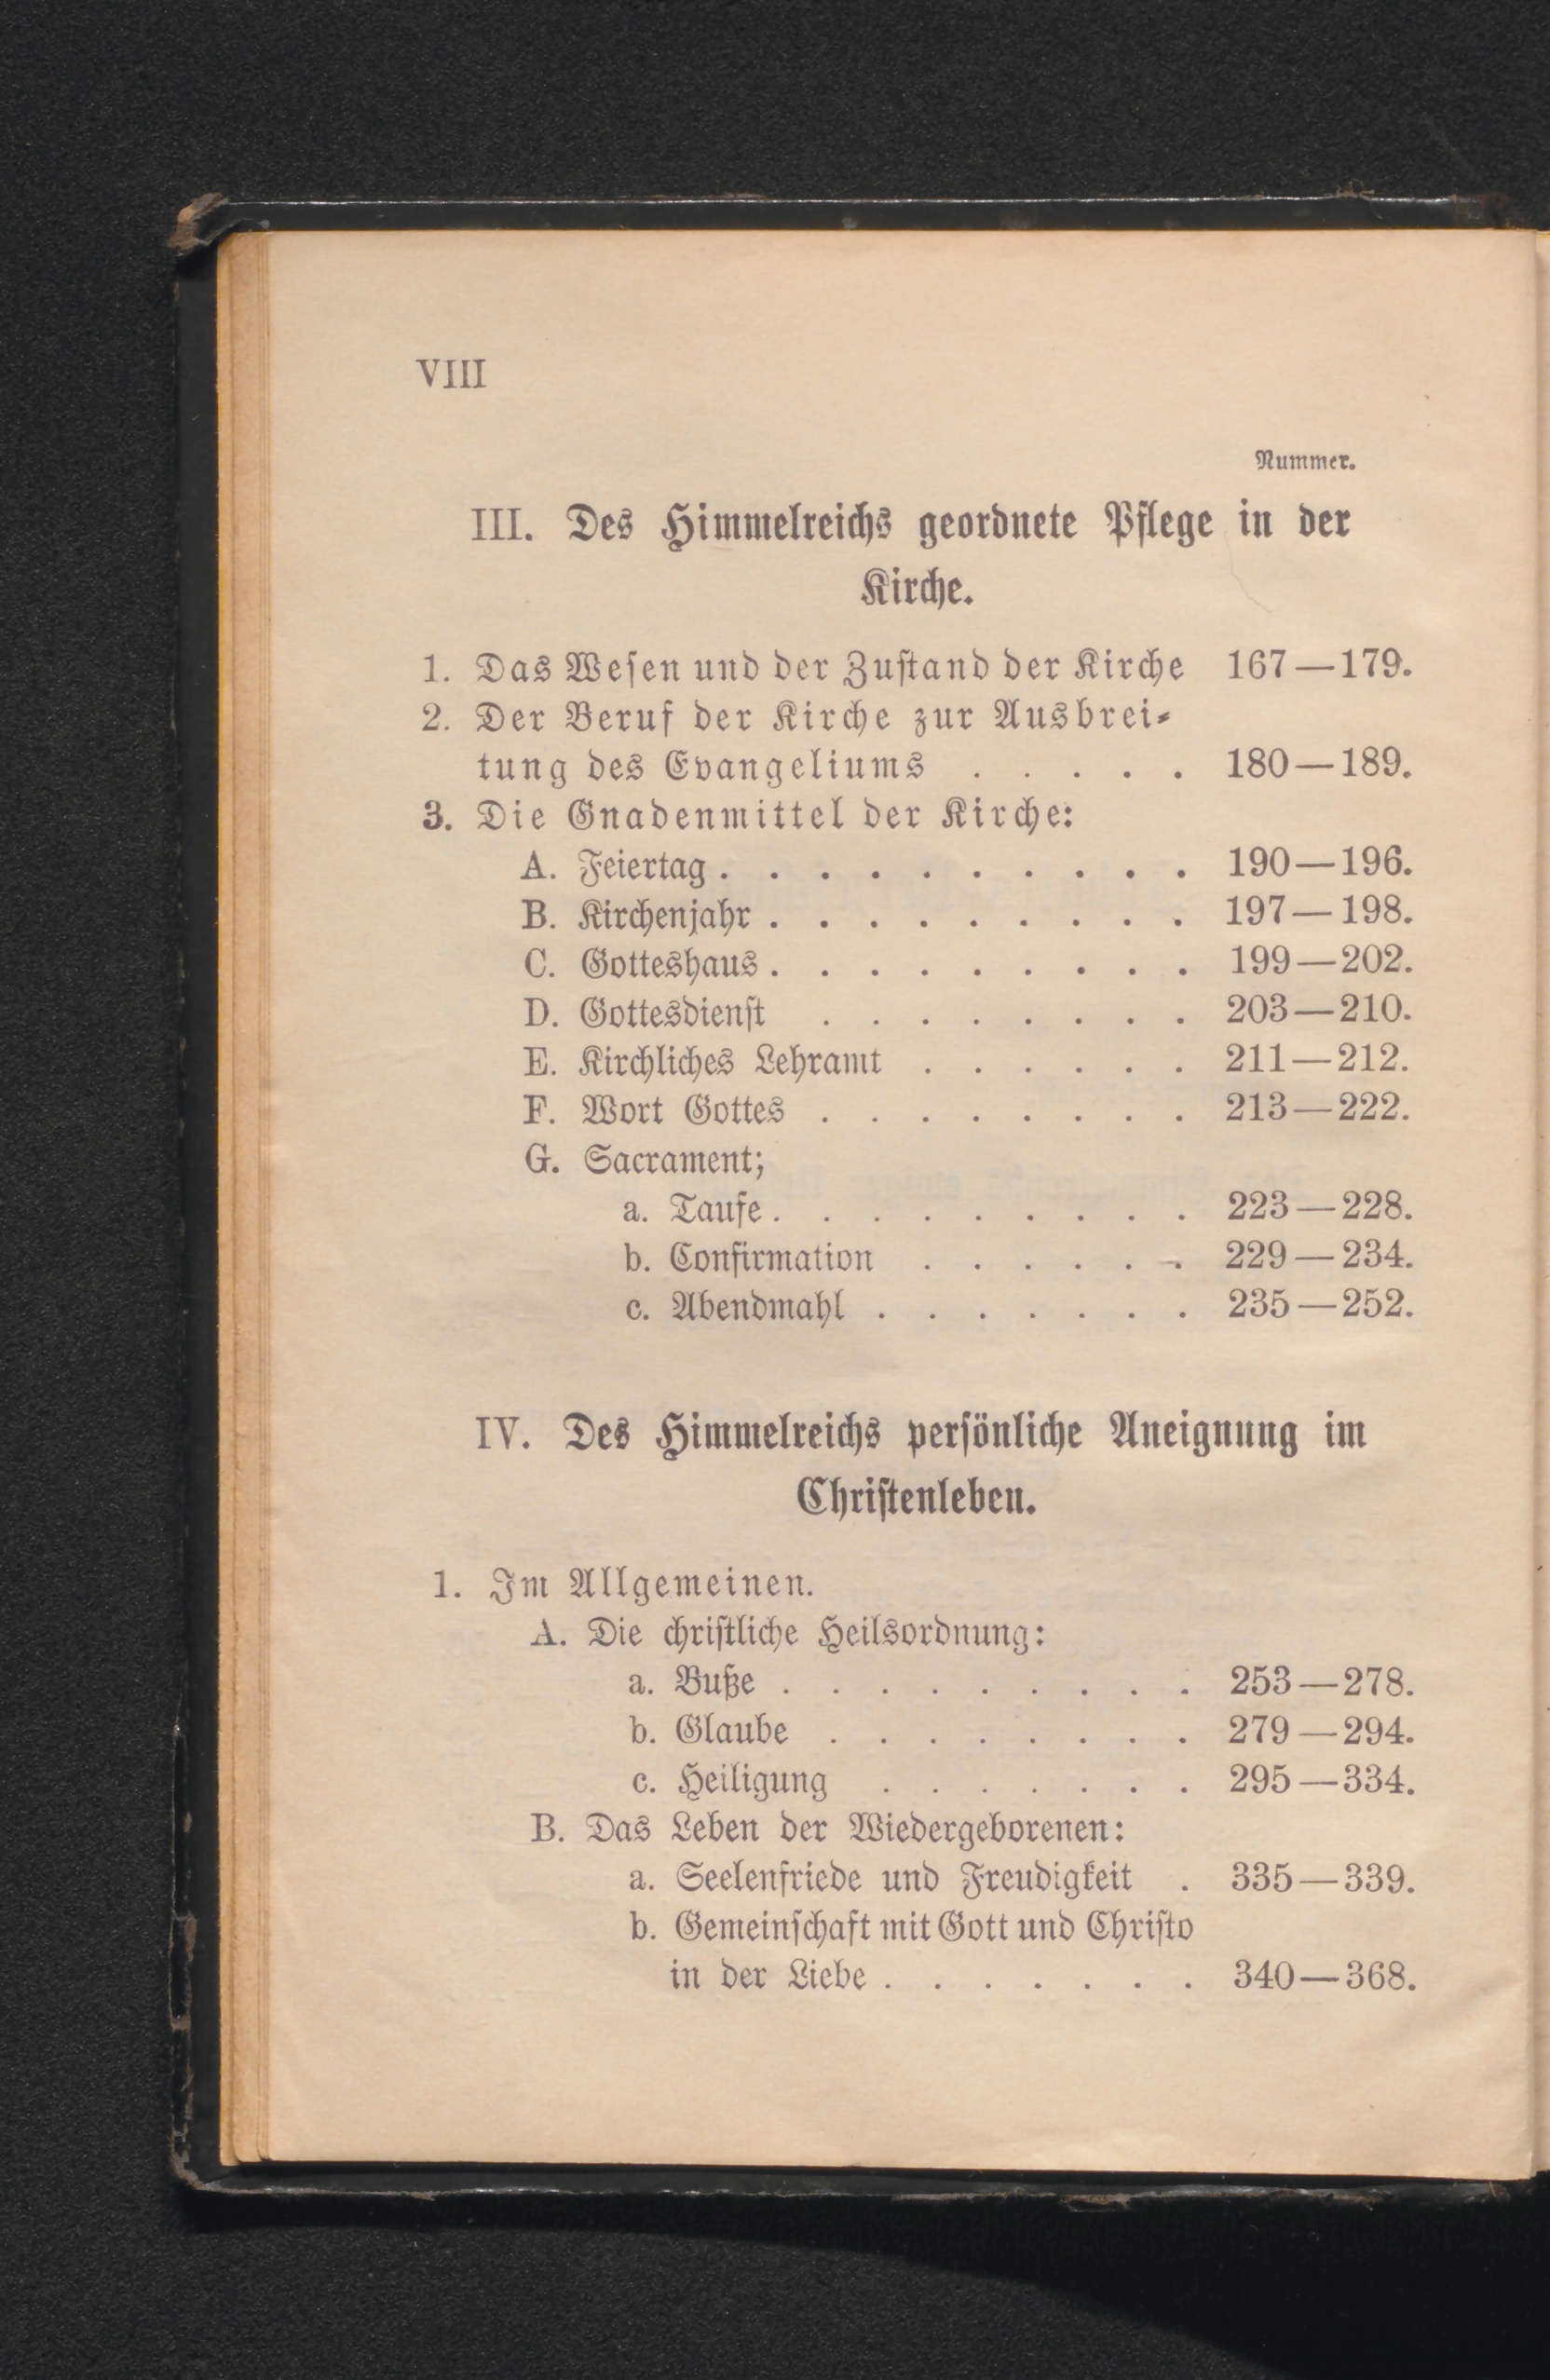 VIII
Nummer.
III. Des Himmelreichs geordnete Pflege in der
Kirche.
1. Das Weſen und der Zuſtand der Kirche 167—179.
2. Der Beruf der Kirche zur Ausbrei⸗
tung des Evangeliums . . . . . 180—189.
3. Die Gnadenmittel der Kirche:
A. Feiertag . . . . . . . . . . 190—196.
B. Kirchenjahr . . . . . . . . . 197—198.
C. Gotteshaus . . . . . . . . . 199—202.
D. Gottesdienſt . . . . . . . . 203—210.
E. Kirchliches Lehramt . . . . . . 211—212.
F. Wort Gottes . . . . . . . . 213—222.
G. Sacrament;
a. Taufe . . . . . . . . . 223—228.
b. Confirmation . . . . . . 229—234.
c. Abendmahl . . . . . . . 235—252.
IV. Des Himmelreichs perſönliche Aneignung im
Chriſtenleben.
1. Im Allgemeinen.
A. Die chriſtliche Heilsordnung:
a. Buße . . . . . . . . . 253—278.
b. Glaube . . . . . . . . 279—294.
c. Heiligung . . . . . . . 295—334.
B. Das Leben der Wiedergeborenen:
a. Seelenfriede und Freudigkeit . 335—339.
b. Gemeinſchaft mit Gott und Chriſto
in der Liebe . . . . . . . 340—368.